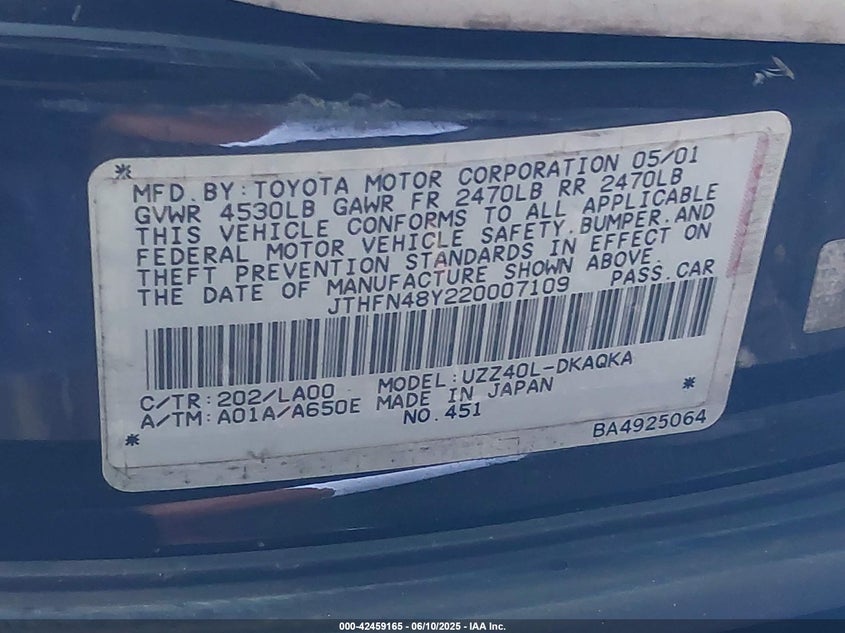 MFD. BY: TOYOTA MOTOR CORPORATION 05/01
GVWR 4530LB GAWR FR 2470LB RR 2470LB
THIS VEHICLE CONFORMS TO ALL APPLICABLE
FEDERAL MOTOR VEHICLE SAFETY, BUMPER, AND
THEFT PREVENTION STANDARDS IN EFFECT ON
THE DATE OF MANUFACTURE SHOWN ABOVE.
JTHFN48Y220007109 PASS. CAR
C/TR: 202/LA00 MODEL: UZZ40L-DKAQKA
A/TM: A01A/A650E MADE IN JAPAN
NO. 451
BA4925064
000-42459165 - 06/10/2025 - IAA Inc.